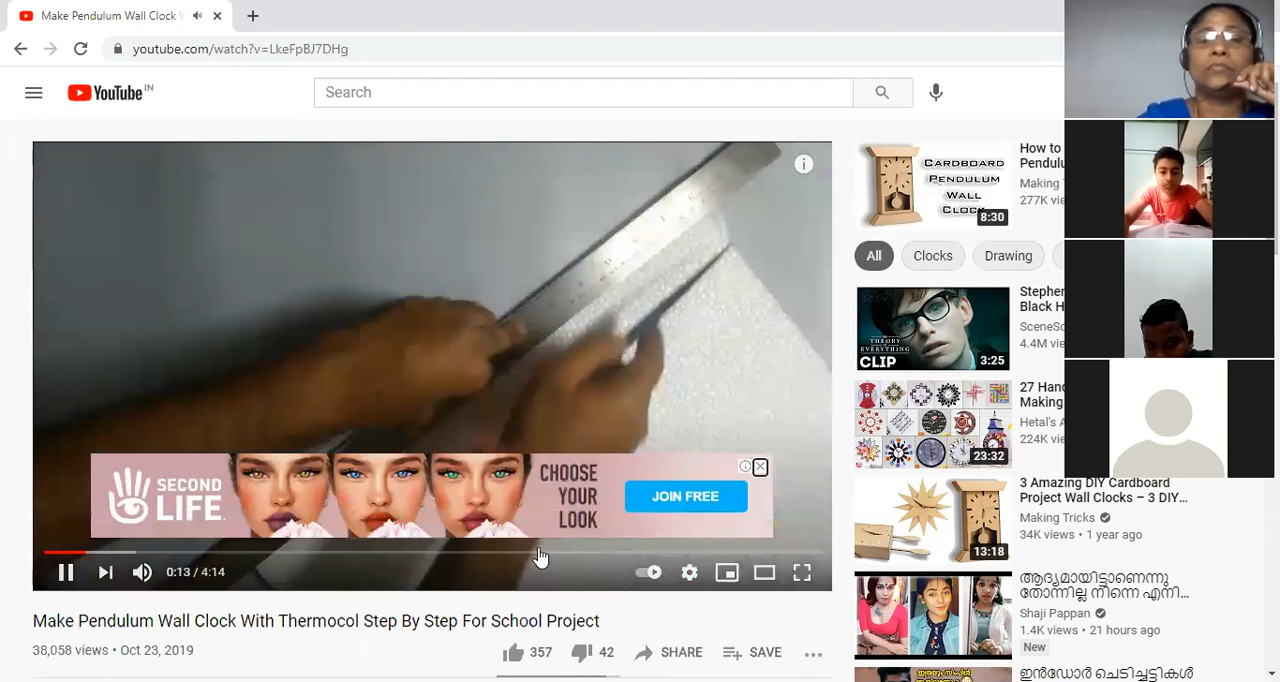 Make Pendulum Wall Clock W
youtube.com/watch?v=LkeFpBJ7DHg
YouTube IN
Search
SECOND
LIFE
CHOOSE
YOUR
LOOK
JOIN FREE
0:13 / 4:14
Make Pendulum Wall Clock With Thermocol Step By Step For School Project
38,058 views • Oct 23, 2019
357
42
SHARE
SAVE
CARDBOARD
PENDULUM
WALL
CLOCK
8:30
How to
Pendulu
Making
277K vie
All
Clocks
Drawing
THE
THEORY OF
EVERYTHING
CLIP
3:25
Stephen
Black H
SceneSc
4.4M
27 Hand
Making
Hetal's A
224K
23:32
3 Amazing DIY Cardboard
Project Wall Clocks – 3 DIY...
Making Tricks
34K views • 1 year ago
13:18
ആദ്യമായിട്ടാണെന്നു
തോന്നില്ല നിന്നെ എനി...
Shaji Pappan
1.4K views • 21 hours ago
New
ഇൻഡോർ ചെടിച്ചട്ടികൾ